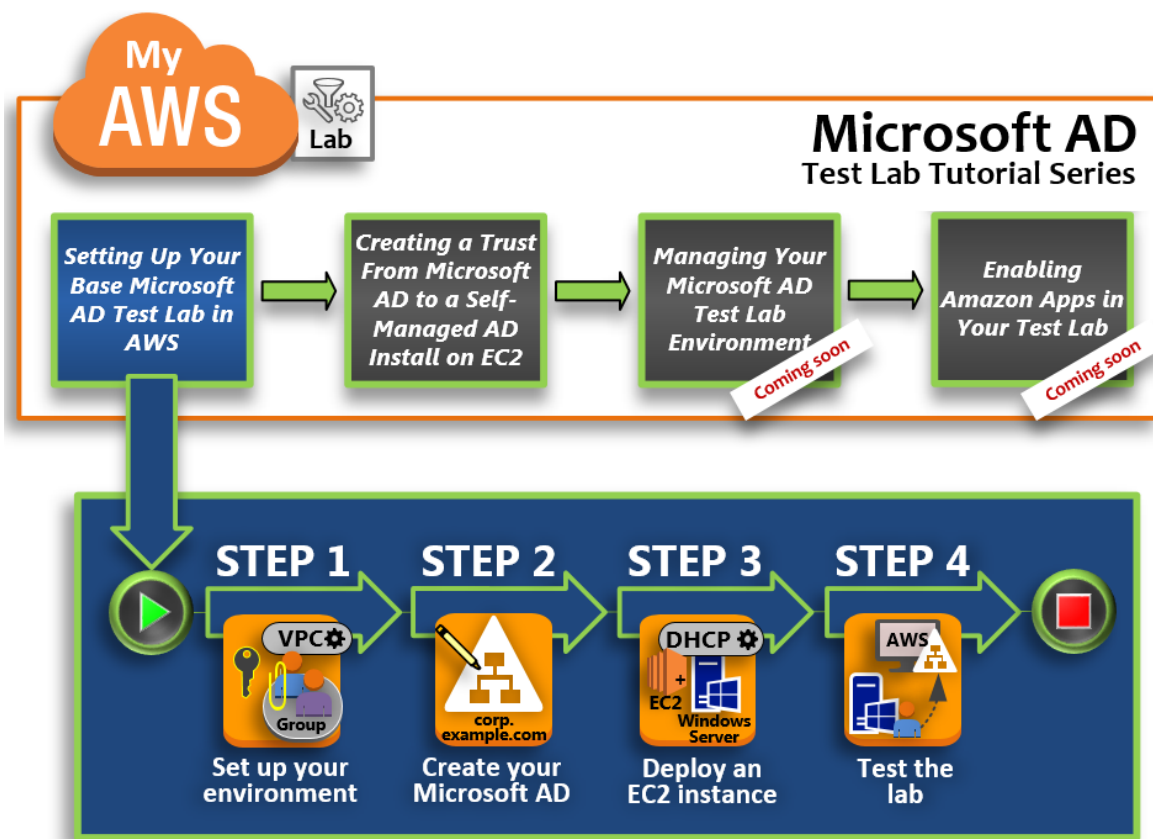 My
AWS
Lab
Microsoft AD
Test Lab Tutorial Series
Setting Up Your
Base Microsoft
AD Test Lab in
AWS
Creating a Trust
From Microsoft
AD to a Self-
Managed AD
Install on EC2
Managing Your
Microsoft AD
Test Lab
Environment
Coming soon
Enabling
Amazon Apps in
Your Test Lab
Coming soon
STEP 1
VPC
Group
Set up your
environment
STEP 2
corp.
example.com
Create your
Microsoft AD
STEP 3
DHCP
EC2
+
Windows
Server
Deploy an
EC2 instance
STEP 4
AWS
Test the
lab